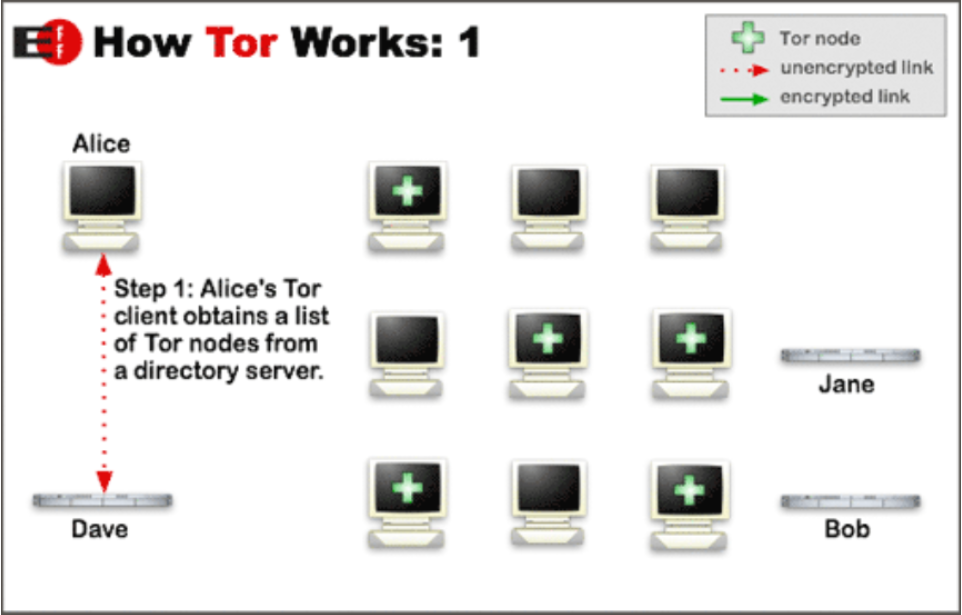 EFF How Tor Works: 1
Tor node
unencrypted link
encrypted link
Alice
Step 1: Alice's Tor
client obtains a list
of Tor nodes from
a directory server.
Jane
Dave
Bob